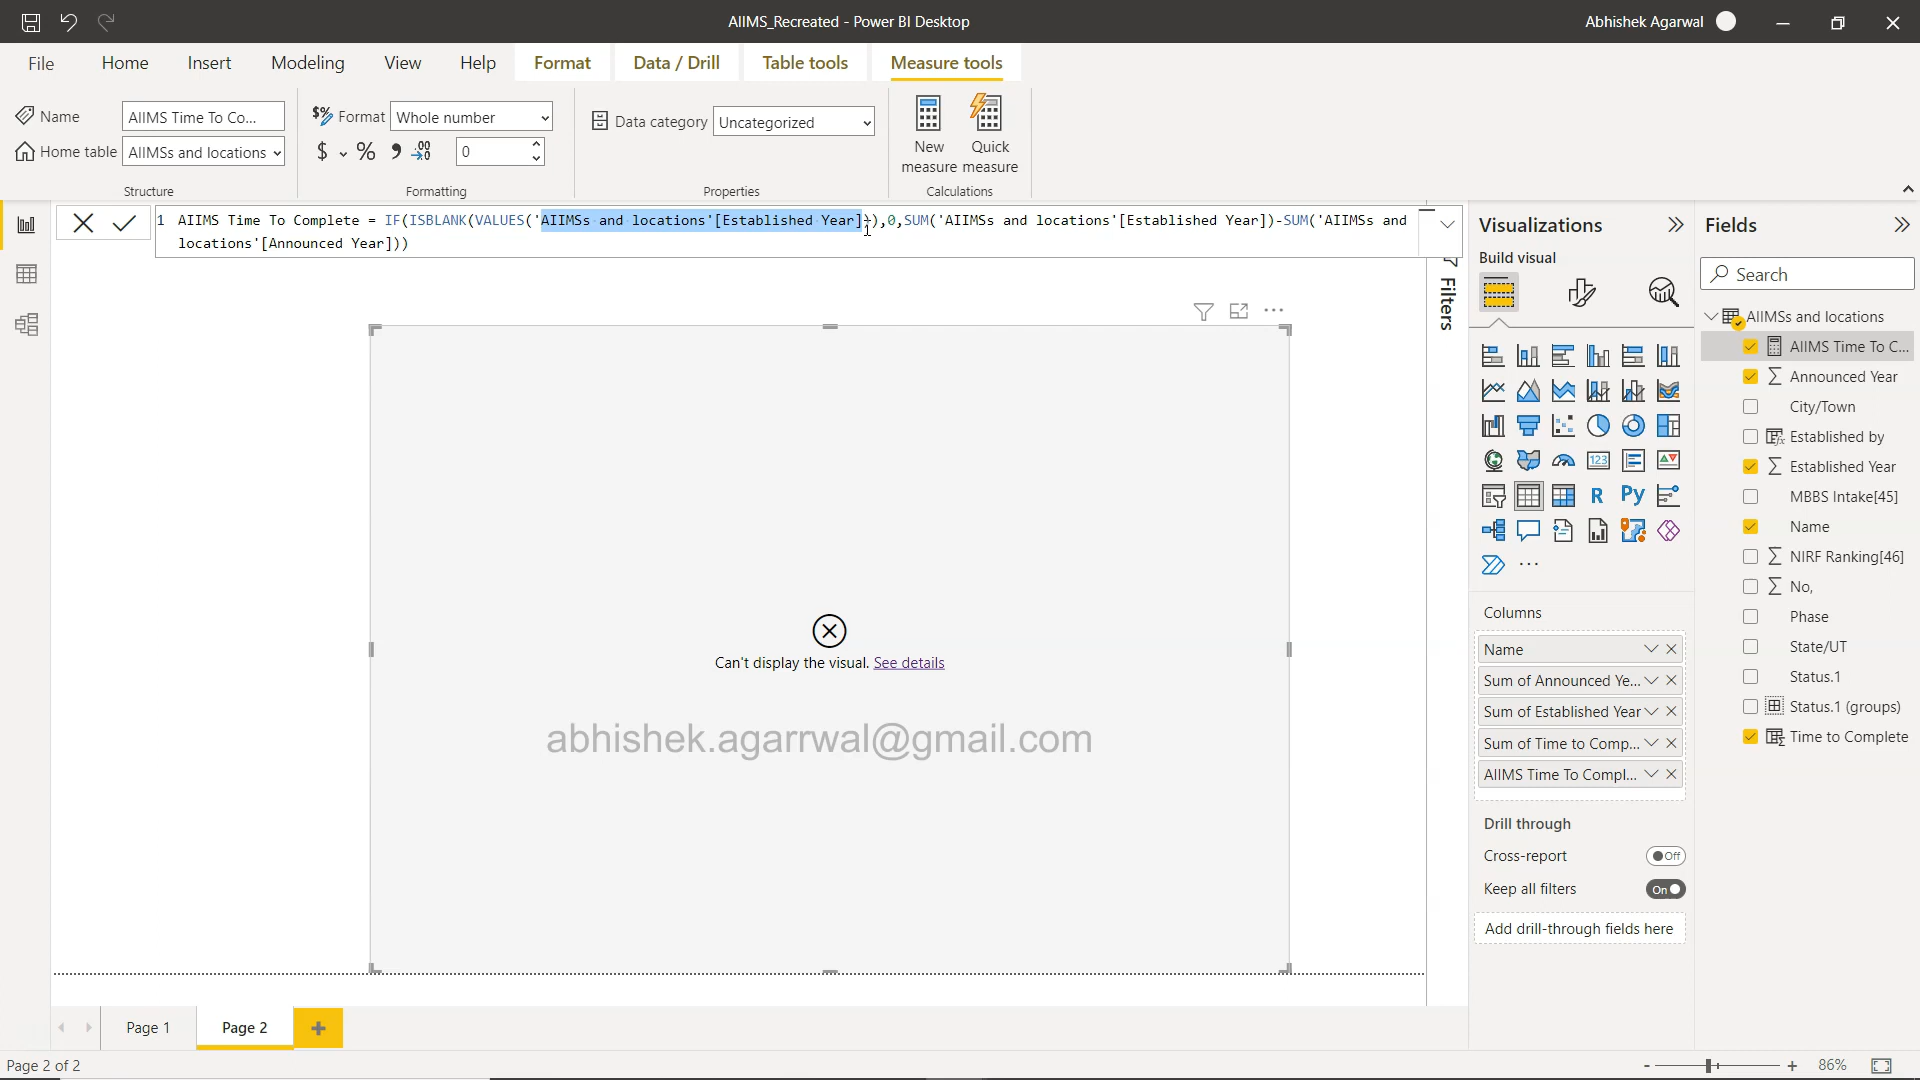 AIIMS_Recreated - Power BI Desktop
Abhishek Agarwal
File
Home
Insert
Modeling
View
Help
Format
Data / Drill
Table tools
Measure tools
Name
AIIMS Time To Co...
Home table
AIIMSs and locations
Structure
$% Format
Whole number
$
%
,
.00
0
Formatting
Data category
Uncategorized
Properties
New measure
Quick measure
Calculations
1 AIIMS Time To Complete = IF(ISBLANK(VALUES('AIIMSs and locations'[Established Year])),0,SUM('AIIMSs and locations'[Established Year])-SUM('AIIMSs and
locations'[Announced Year]))
Filters
Can't display the visual. See details
abhishek.agarrwal@gmail.com
Visualizations
Build visual
123
R
Py
...
Columns
Name
Sum of Announced Ye...
Sum of Established Year
Sum of Time to Comp...
AIIMS Time To Compl...
Drill through
Cross-report
Off
Keep all filters
On
Add drill-through fields here
Fields
Search
AIIMSs and locations
AIIMS Time To C...
Announced Year
City/Town
Established by
Established Year
MBBS Intake[45]
Name
NIRF Ranking[46]
No,
Phase
State/UT
Status.1
Status.1 (groups)
Time to Complete
Page 1
Page 2
+
Page 2 of 2
- + 86%